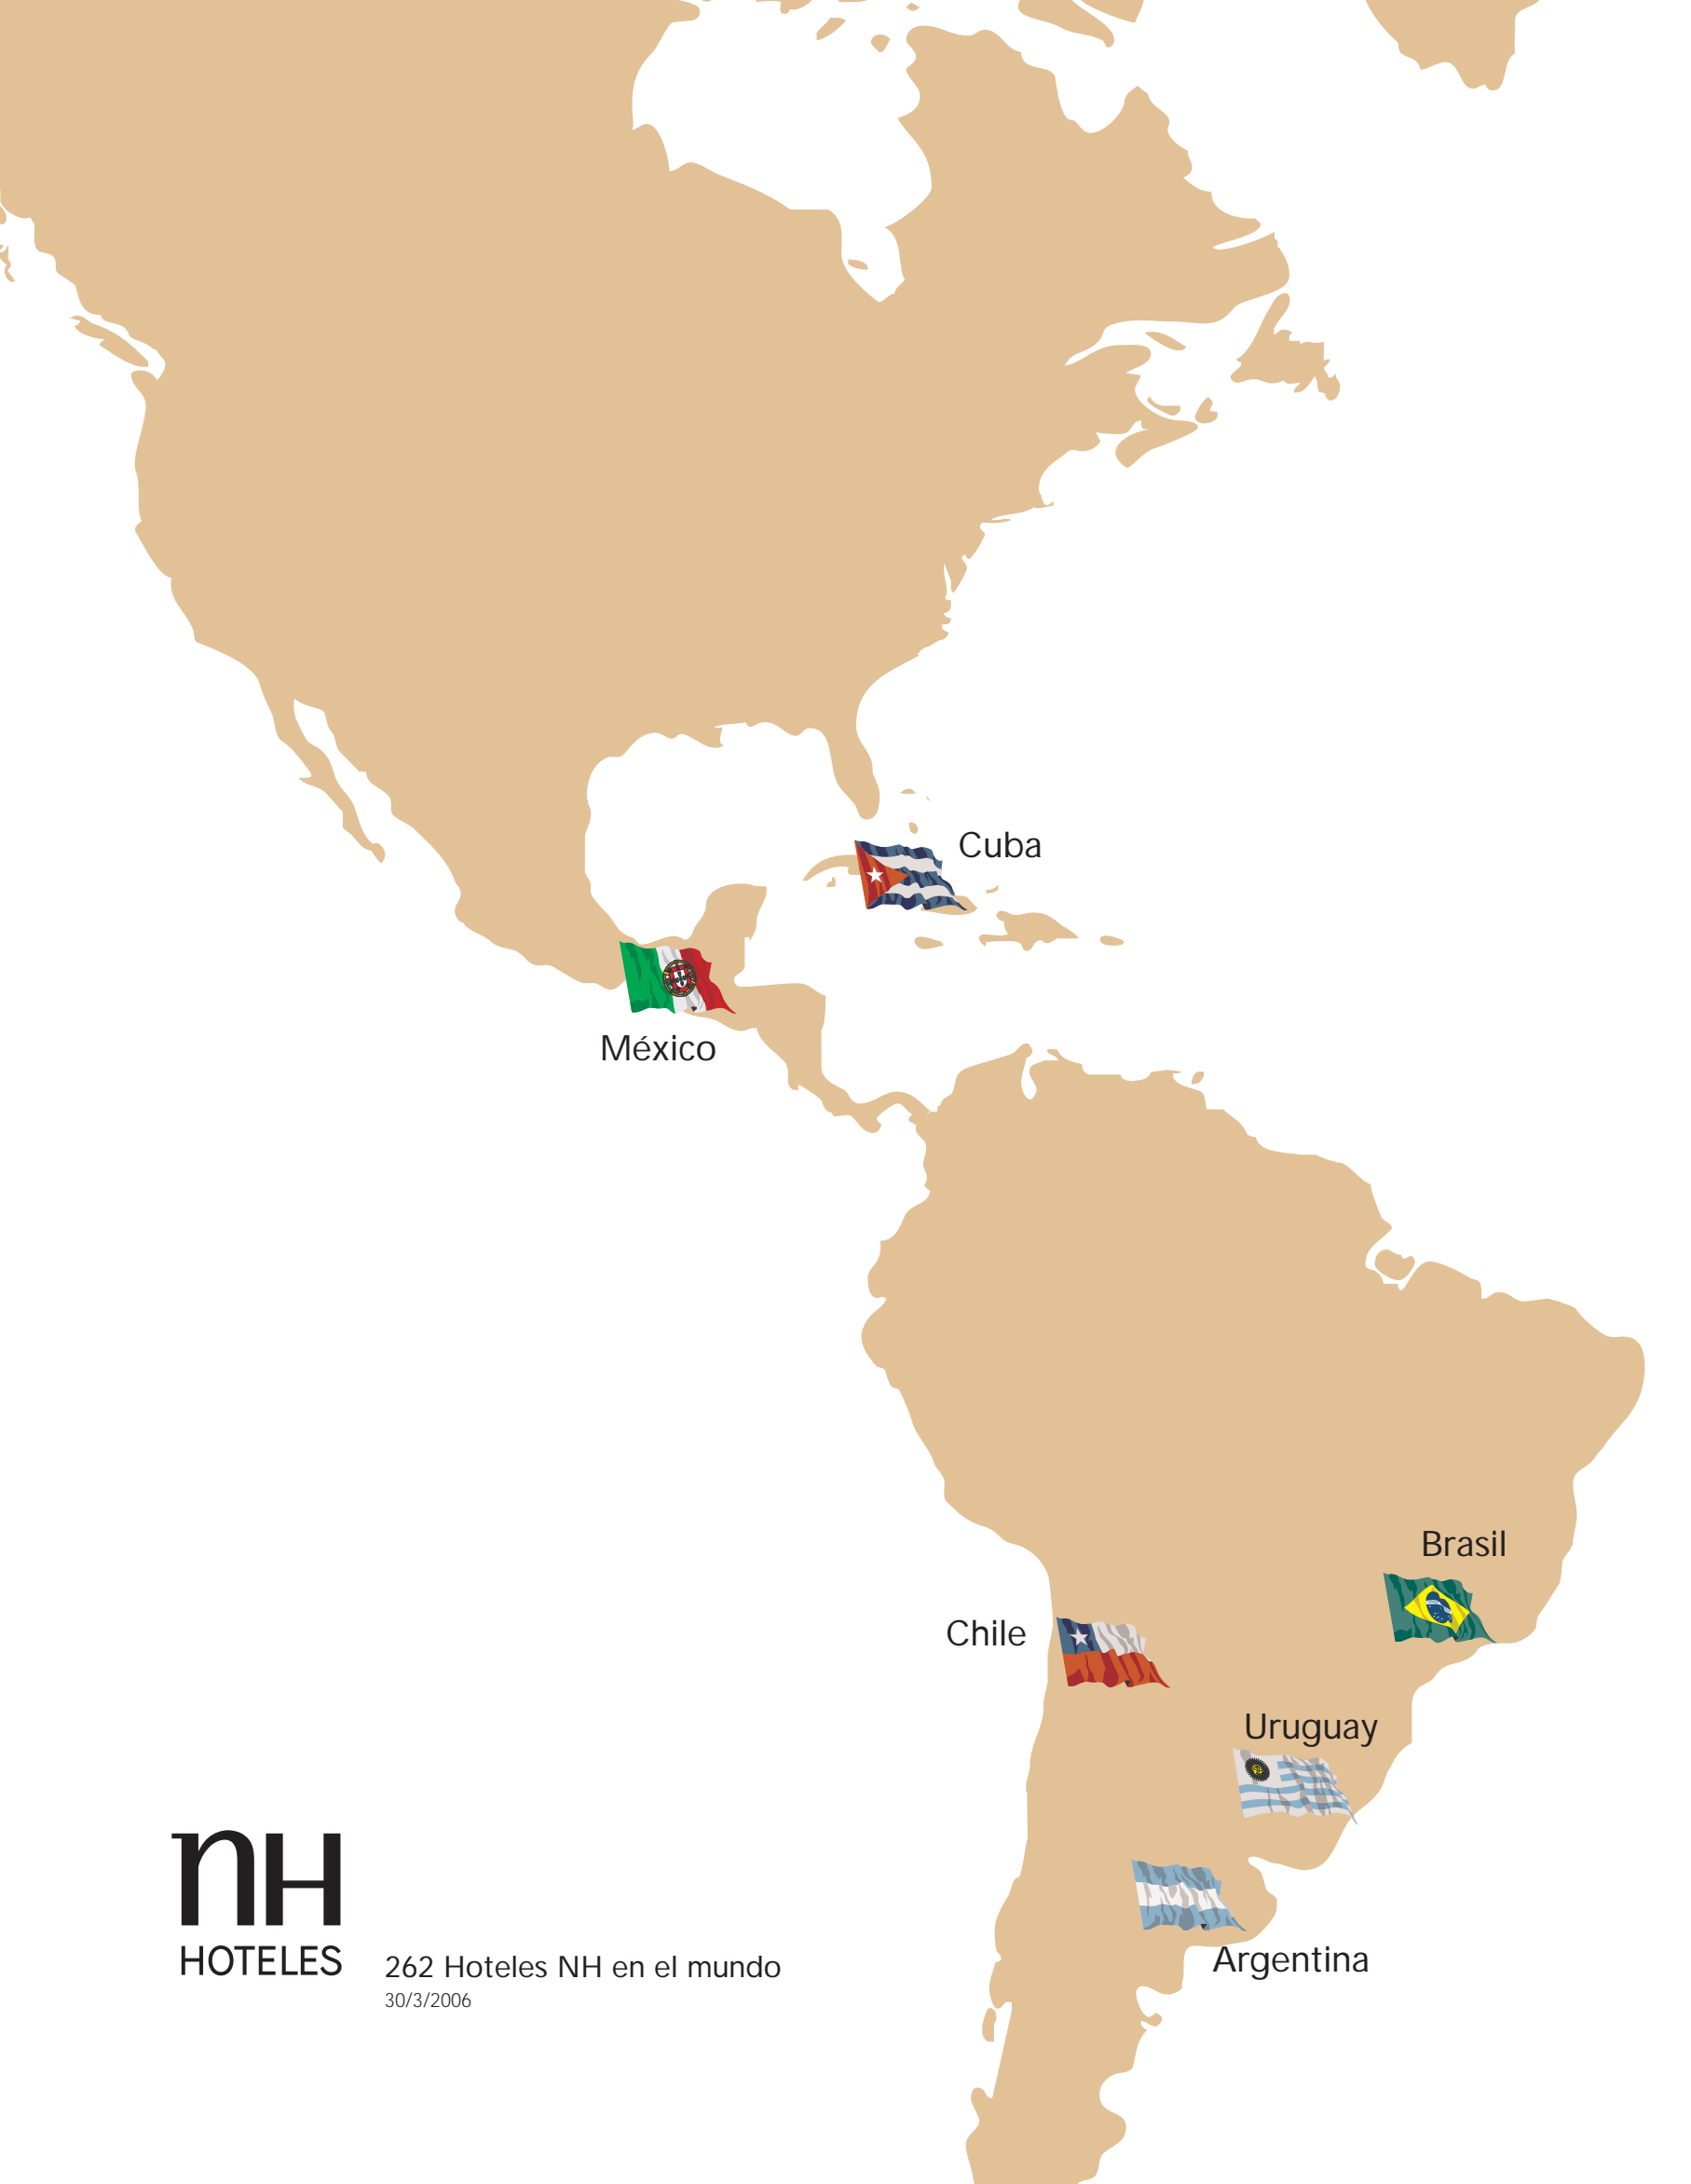 Cuba
México
Brasil
Chile
Uruguay
nH
HOTELES
262 Hoteles NH en el mundo
30/3/2006
Argentina